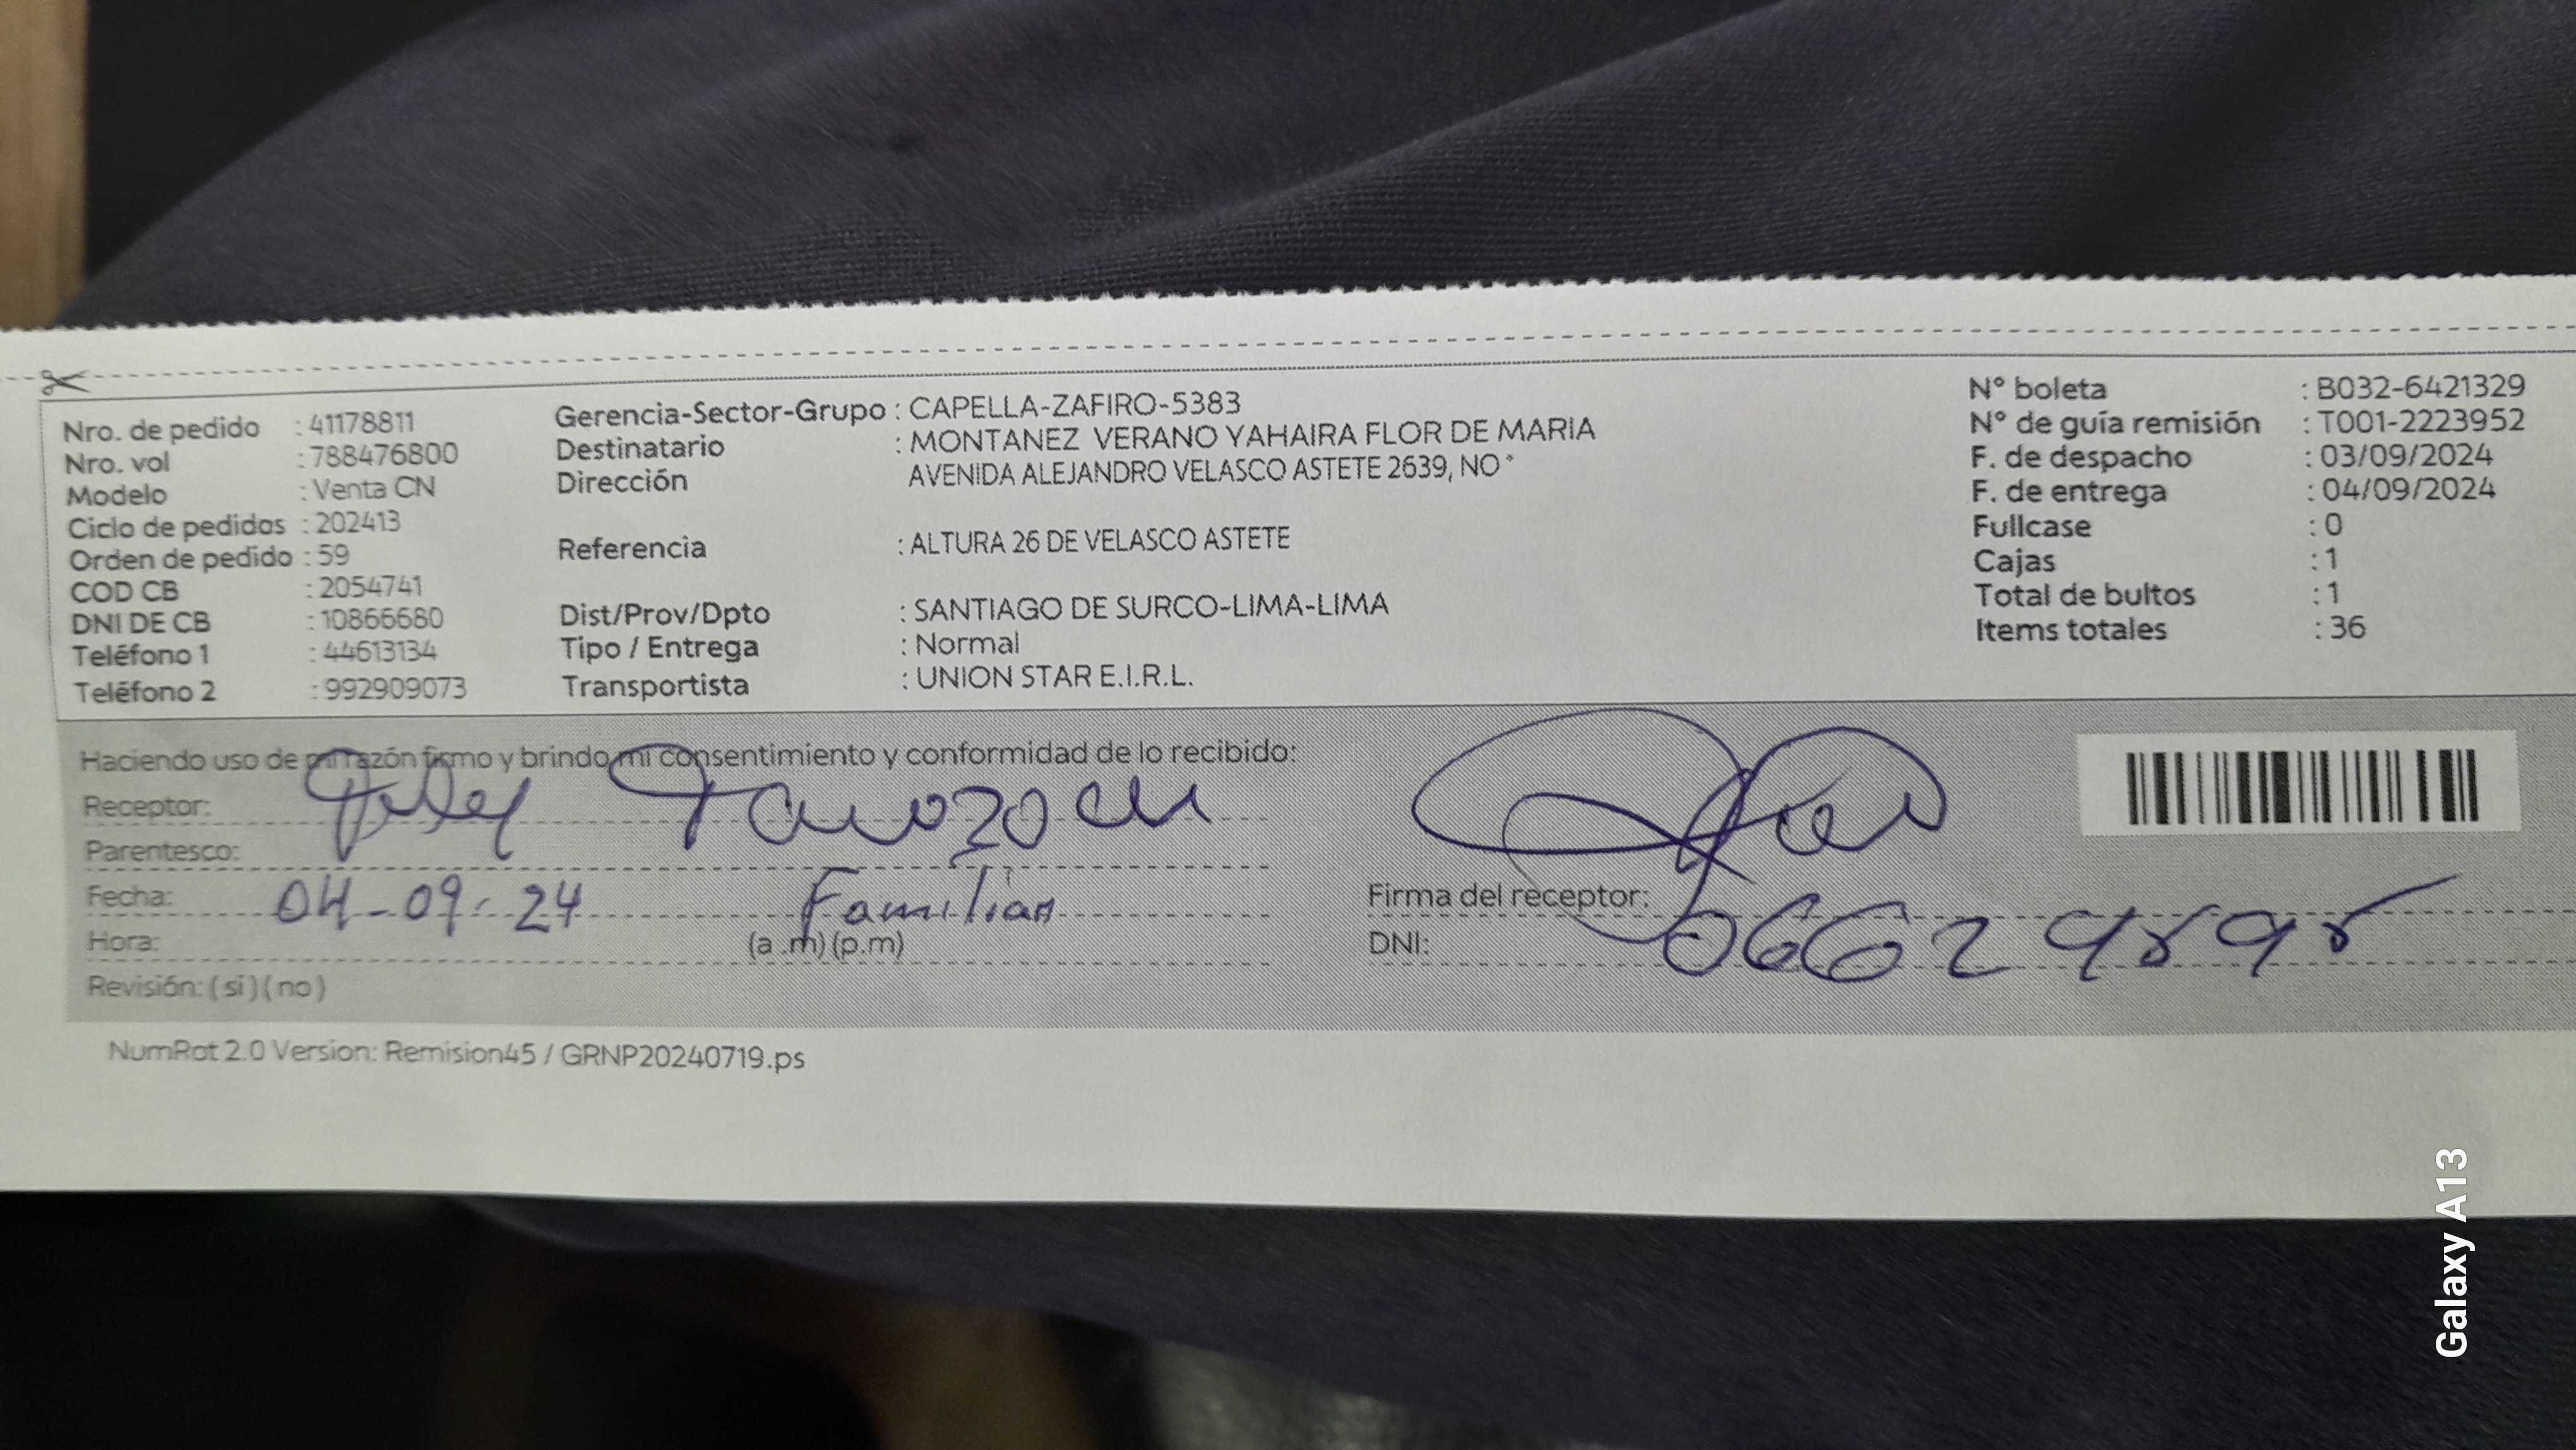 Nro. de pedido : 41178811
Nro. vol : 788476800
Modelo : Venta CN
Ciclo de pedidos : 202413
Orden de pedido : 59
COD CB : 2054741
DNI DE CB : 10866680
Teléfono 1 : 44613134
Teléfono 2 : 992909073
Gerencia-Sector-Grupo : CAPELLA-ZAFIRO-5383
Destinatario : MONTANEZ VERANO YAHAIRA FLOR DE MARIA
Dirección AVENIDA ALEJANDRO VELASCO ASTETE 2639, NO *
Referencia : ALTURA 26 DE VELASCO ASTETE
Dist/Prov/Dpto : SANTIAGO DE SURCO-LIMA-LIMA
Tipo / Entrega : Normal
Transportista : UNION STAR E.I.R.L.
N° boleta : B032-6421329
N° de guía remisión : T001-2223952
F. de despacho : 03/09/2024
F. de entrega : 04/09/2024
Fullcase : 0
Cajas : 1
Total de bultos : 1
Items totales : 36
Haciendo uso de mi razón firmo y brindo mi consentimiento y conformidad de lo recibido:
Receptor:
Parentesco:
Fecha: 04-09-24 Familiar
Hora: (a .m) (p.m)
Revisión: ( si ) ( no )
Firma del receptor:
DNI:
NumRot 2.0 Version: Remision45 / GRNP20240719.ps
Galaxy A13